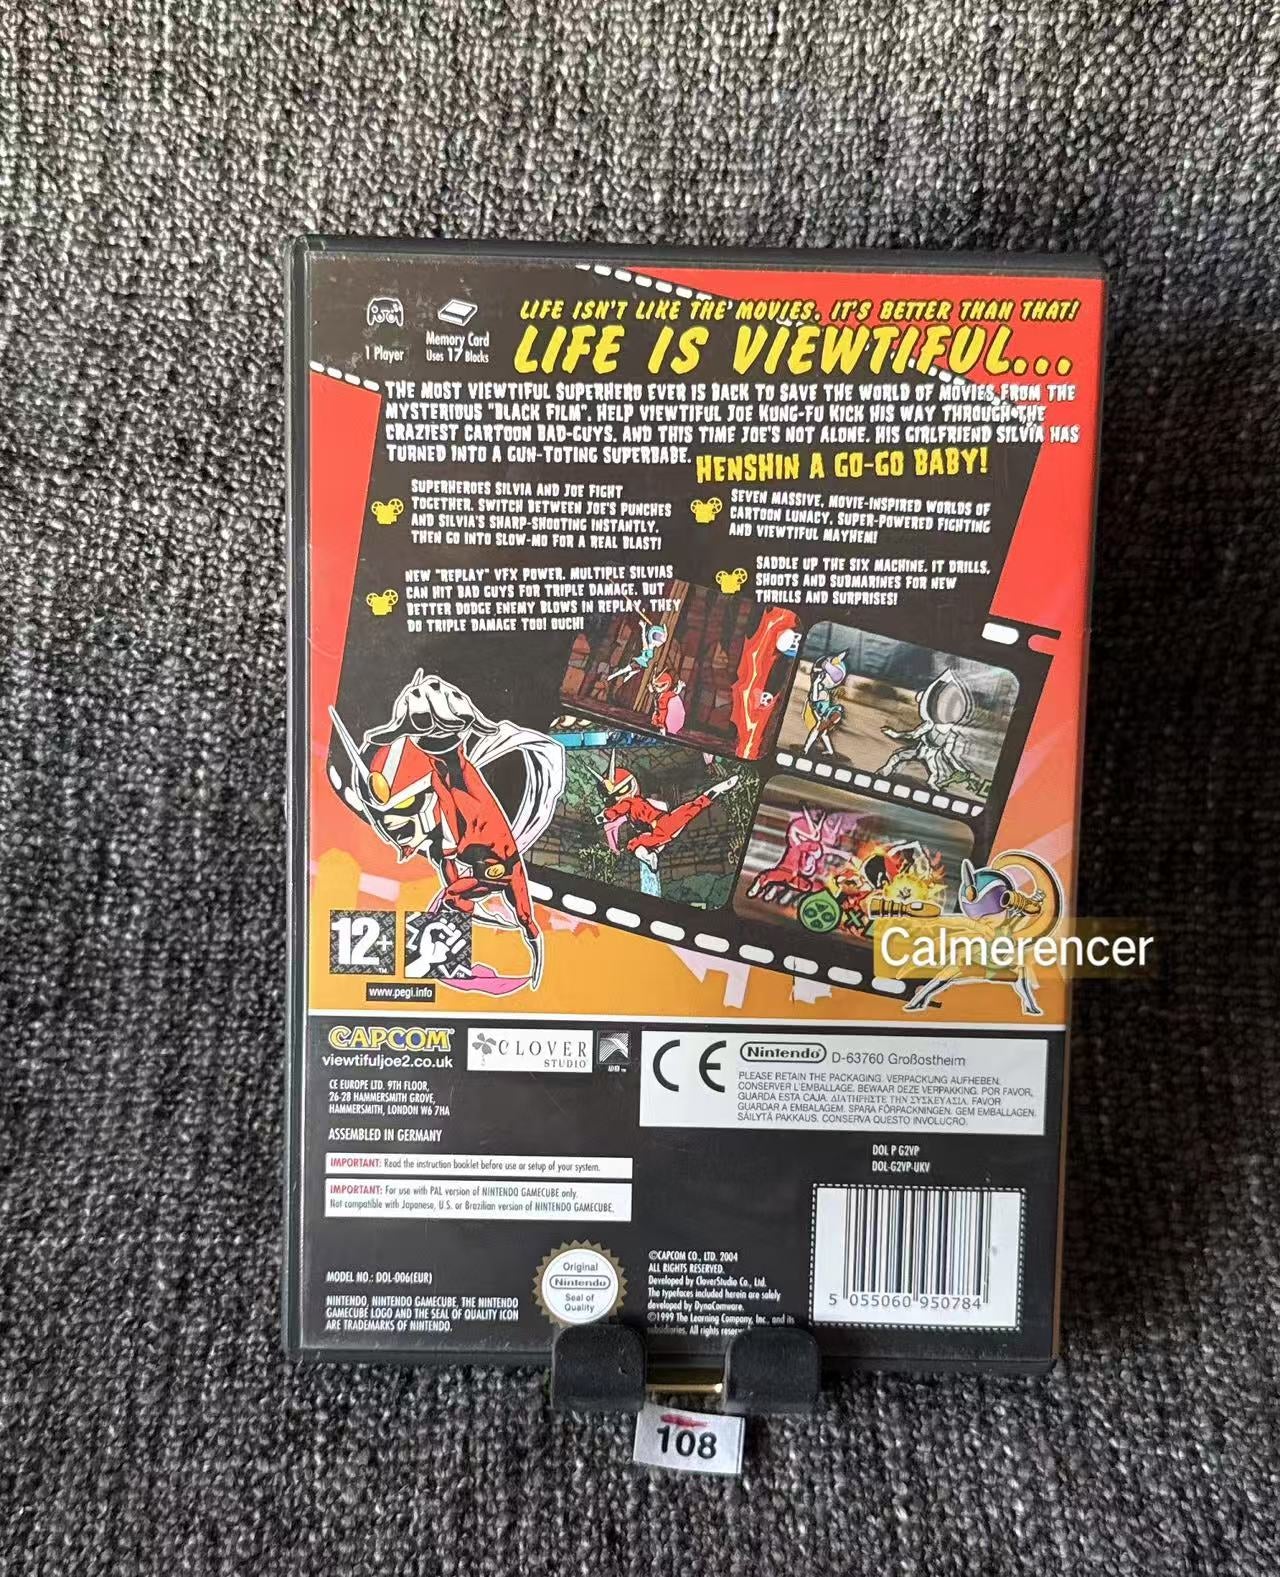 LIFE ISN'T LIKE THE MOVIES. IT'S BETTER THAN THAT!
LIFE IS VIEWTIFUL...
1 Player
Memory Card
Uses 17 Blocks
THE MOST VIEWTIFUL SUPERHERO EVER IS BACK TO SAVE THE WORLD OF MOVIES FROM THE
MYSTERIOUS "BLACK FILM". HELP VIEWTIFUL JOE KUNG-FU KICK HIS WAY THROUGH THE
CRAZIEST CARTOON BAD-GUYS. AND THIS TIME JOE'S NOT ALONE. HIS GIRLFRIEND SILVIA HAS
TURNED INTO A GUN-TOTING SUPERBABE.
HENSHIN A GO-GO BABY!
SUPERHEROES SILVIA AND JOE FIGHT
TOGETHER. SWITCH BETWEEN JOE'S PUNCHES
AND SILVIA'S SHARP-SHOOTING INSTANTLY.
THEN GO INTO SLOW-MO FOR A REAL BLAST!
SEVEN MASSIVE, MOVIE-INSPIRED WORLDS OF
CARTOON LUNACY, SUPER-POWERED FIGHTING
AND VIEWTIFUL MAYHEM!
NEW "REPLAY" VFX POWER. MULTIPLE SILVIAS
CAN HIT BAD GUYS FOR TRIPLE DAMAGE. BUT
BETTER DODGE ENEMY BLOWS IN REPLAY, THEY
DO TRIPLE DAMAGE TOO! OUCH!
SADDLE UP THE SIX MACHINE. IT DRILLS,
SHOOTS AND SUBMARINES FOR NEW
THRILLS AND SURPRISES!
12+
www.pegi.info
Calmerencer
CAPCOM
viewtifuljoe2.co.uk
CLOVER
STUDIO
CE EUROPE LTD. 9TH FLOOR,
26-28 HAMMERSMITH GROVE,
HAMMERSMITH, LONDON W6 7HA
ASSEMBLED IN GERMANY
CE
Nintendo D-63760 Großostheim
PLEASE RETAIN THE PACKAGING. VERPACKUNG AUFHEBEN.
CONSERVER L'EMBALLAGE. BEWAAR DEZE VERPAKKING. POR FAVOR,
GUARDA ESTA CAJA. ΔΙΑΤΗΡΗΣΤΕ ΤΗΝ ΣΥΣΚΕΥΑΣΙΑ. FAVOR
GUARDAR A EMBALAGEM. SPARA FÖRPACKNINGEN. GEM EMBALLAGEN.
SÄILYTÄ PAKKAUS. CONSERVA QUESTO INVOLUCRO.
DOL P G2VP
DOL-G2VP-UKV
IMPORTANT: Read the instruction booklet before use or setup of your system.
IMPORTANT: For use with PAL version of NINTENDO GAMECUBE only.
Not compatible with Japanese, U.S. or Brazilian version of NINTENDO GAMECUBE.
MODEL NO.: DOL-006(EUR)
NINTENDO, NINTENDO GAMECUBE, THE NINTENDO
GAMECUBE LOGO AND THE SEAL OF QUALITY ICON
ARE TRADEMARKS OF NINTENDO.
Original
Nintendo
Seal of
Quality
©CAPCOM CO., LTD. 2004
ALL RIGHTS RESERVED.
Developed by CloverStudio Co., Ltd.
The typefaces included herein are solely
developed by DynaComware.
©1999 The Learning Company, Inc., and its
subsidiaries. All rights
5 055060 950784
108